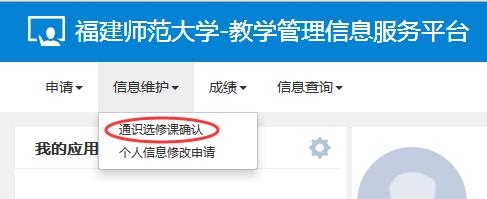 福建师范大学-教学管理信息服务平台
申请 信息维护 成绩 信息查询
通识选修课确认
个人信息修改申请
我的应用